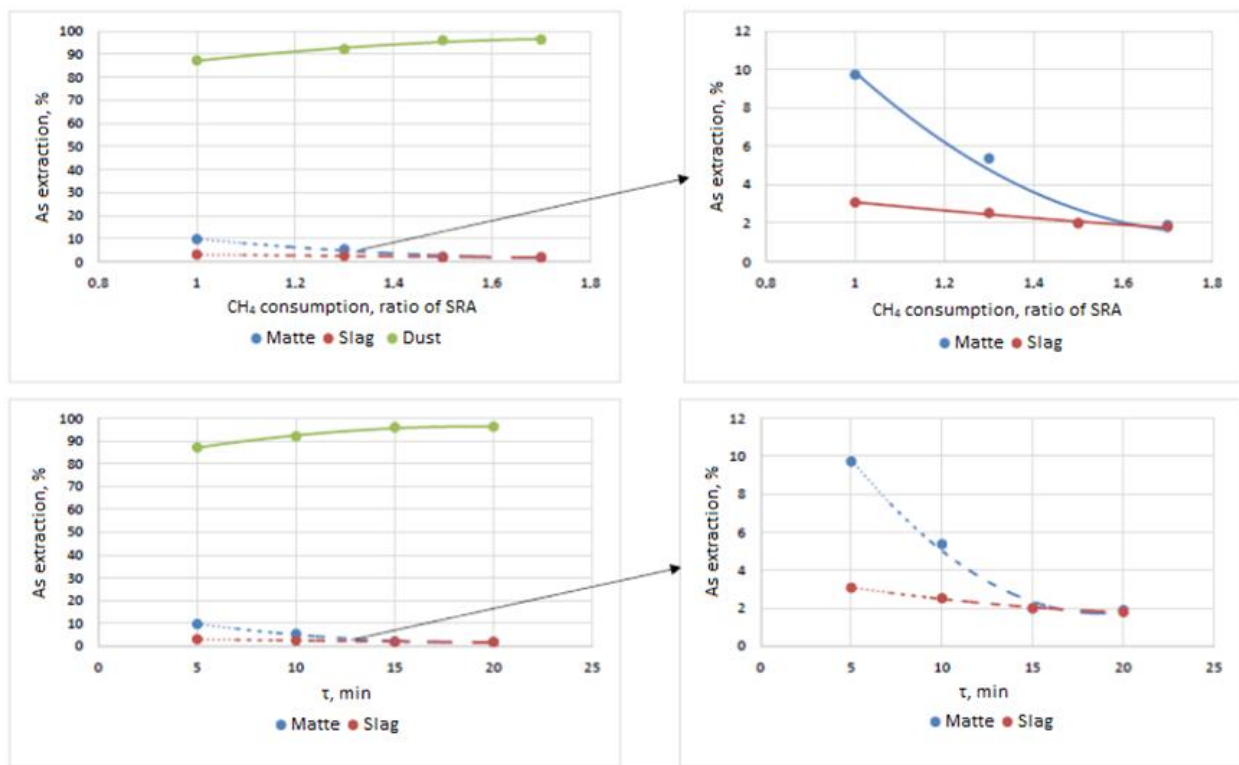 As extraction, %
100
90
80
70
60
50
40
30
20
10
0
0.8 1 1.2 1.4 1.6 1.8
CH₄ consumption, ratio of SRA
Matte Slag Dust
As extraction, %
12
10
8
6
4
2
0
0.8 1 1.2 1.4 1.6 1.8
CH₄ consumption, ratio of SRA
Matte Slag
As extraction, %
100
90
80
70
60
50
40
30
20
10
0
0 5 10 15 20 25
τ, min
Matte Slag
As extraction, %
12
10
8
6
4
2
0
0 5 10 15 20 25
τ, min
Matte Slag